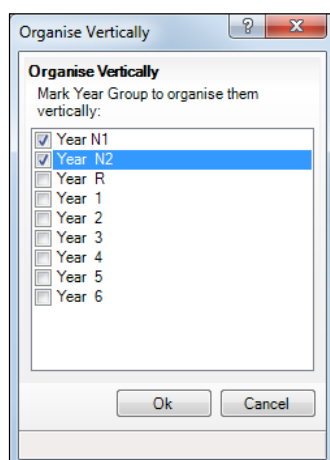 Organise Vertically
?
X
Organise Vertically
Mark Year Group to organise them
vertically:
Year N1
Year N2
Year R
Year 1
Year 2
Year 3
Year 4
Year 5
Year 6
Ok
Cancel